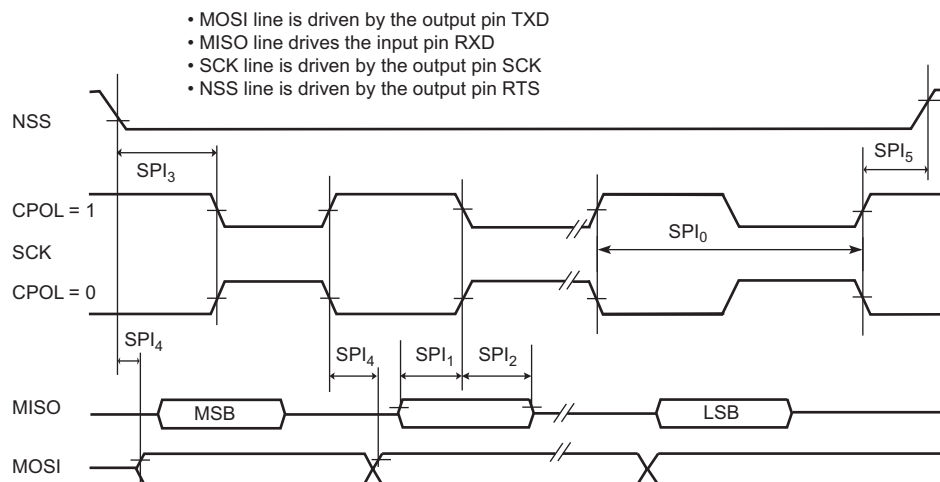 • MOSI line is driven by the output pin TXD
• MISO line drives the input pin RXD
• SCK line is driven by the output pin SCK
• NSS line is driven by the output pin RTS
NSS
SPI3
SPI5
CPOL = 1
SPI0
SCK
CPOL = 0
SPI4
SPI4
SPI1
SPI2
MISO
MSB
LSB
MOSI